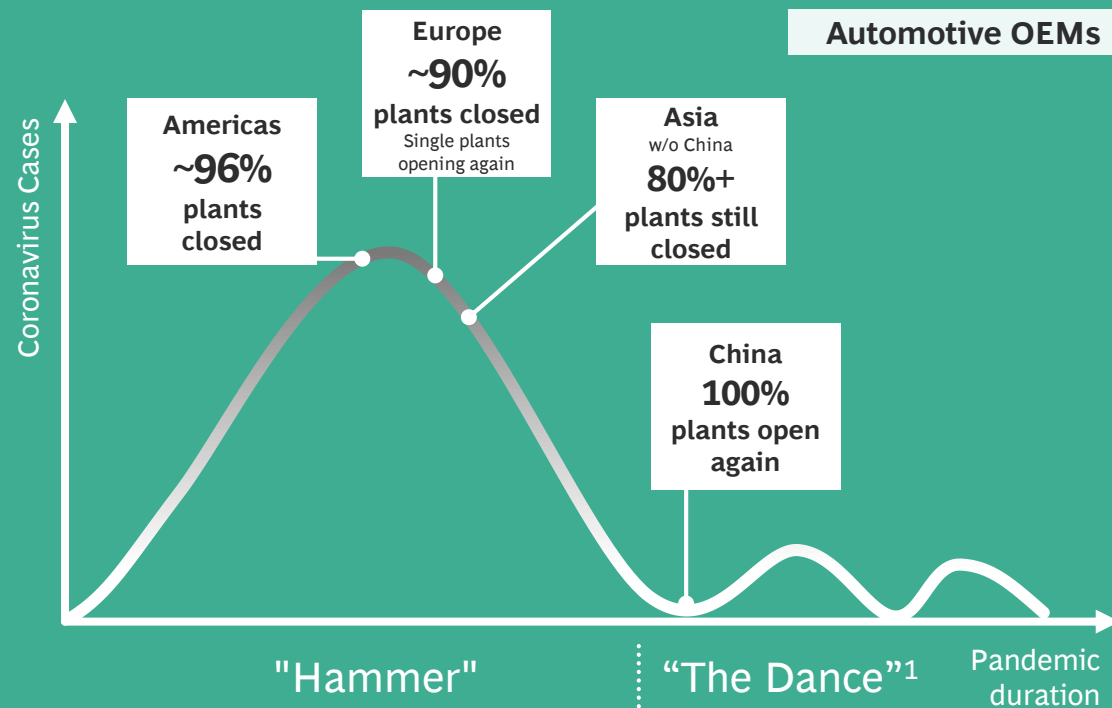 Automotive OEMs
Coronavirus Cases
Americas
~96%
plants
closed
Europe
~90%
plants closed
Single plants
opening again
Asia
w/o China
80%+
plants still
closed
China
100%
plants open
again
"Hammer"
“The Dance”¹
Pandemic
duration